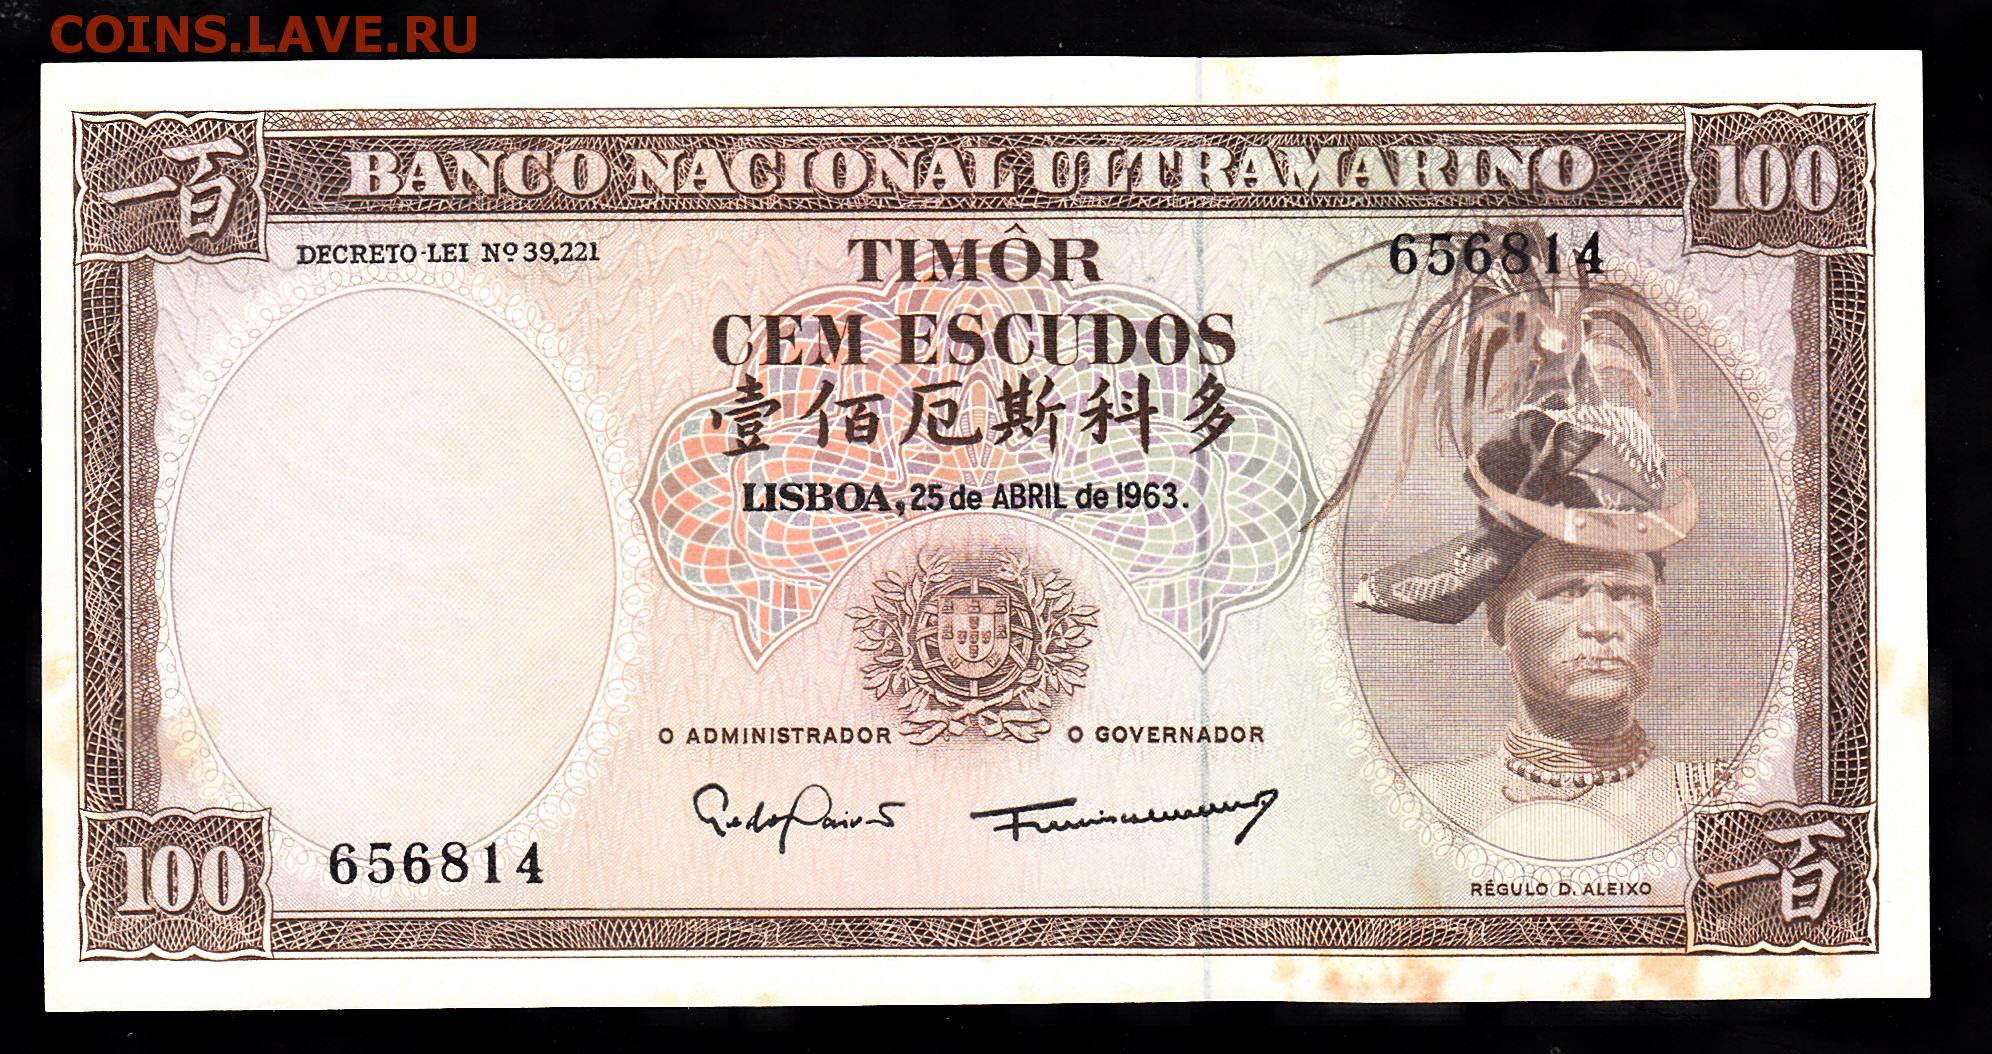 COINS.LAVE.RU
一百
BANCO NACIONAL ULTRAMARINO
100
DECRETO-LEI Nº 39,221
TIMÔR
656814
CEM ESCUDOS
壹佰厄斯科多
LISBOA, 25 de ABRIL de 1963.
O ADMINISTRADOR
O GOVERNADOR
100
656814
RÉGULO D. ALEIXO
一百